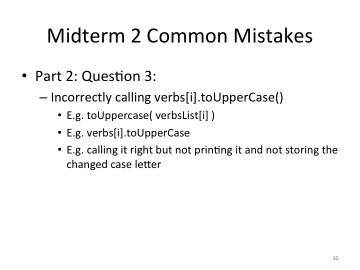 Midterm 2 Common Mistakes
• Part 2: Question 3:
– Incorrectly calling verbs[i].toUpperCase()
• E.g. toUppercase( verbsList[i] )
• E.g. verbs[i].toUpperCase
• E.g. calling it right but not printing it and not storing the
changed case letter